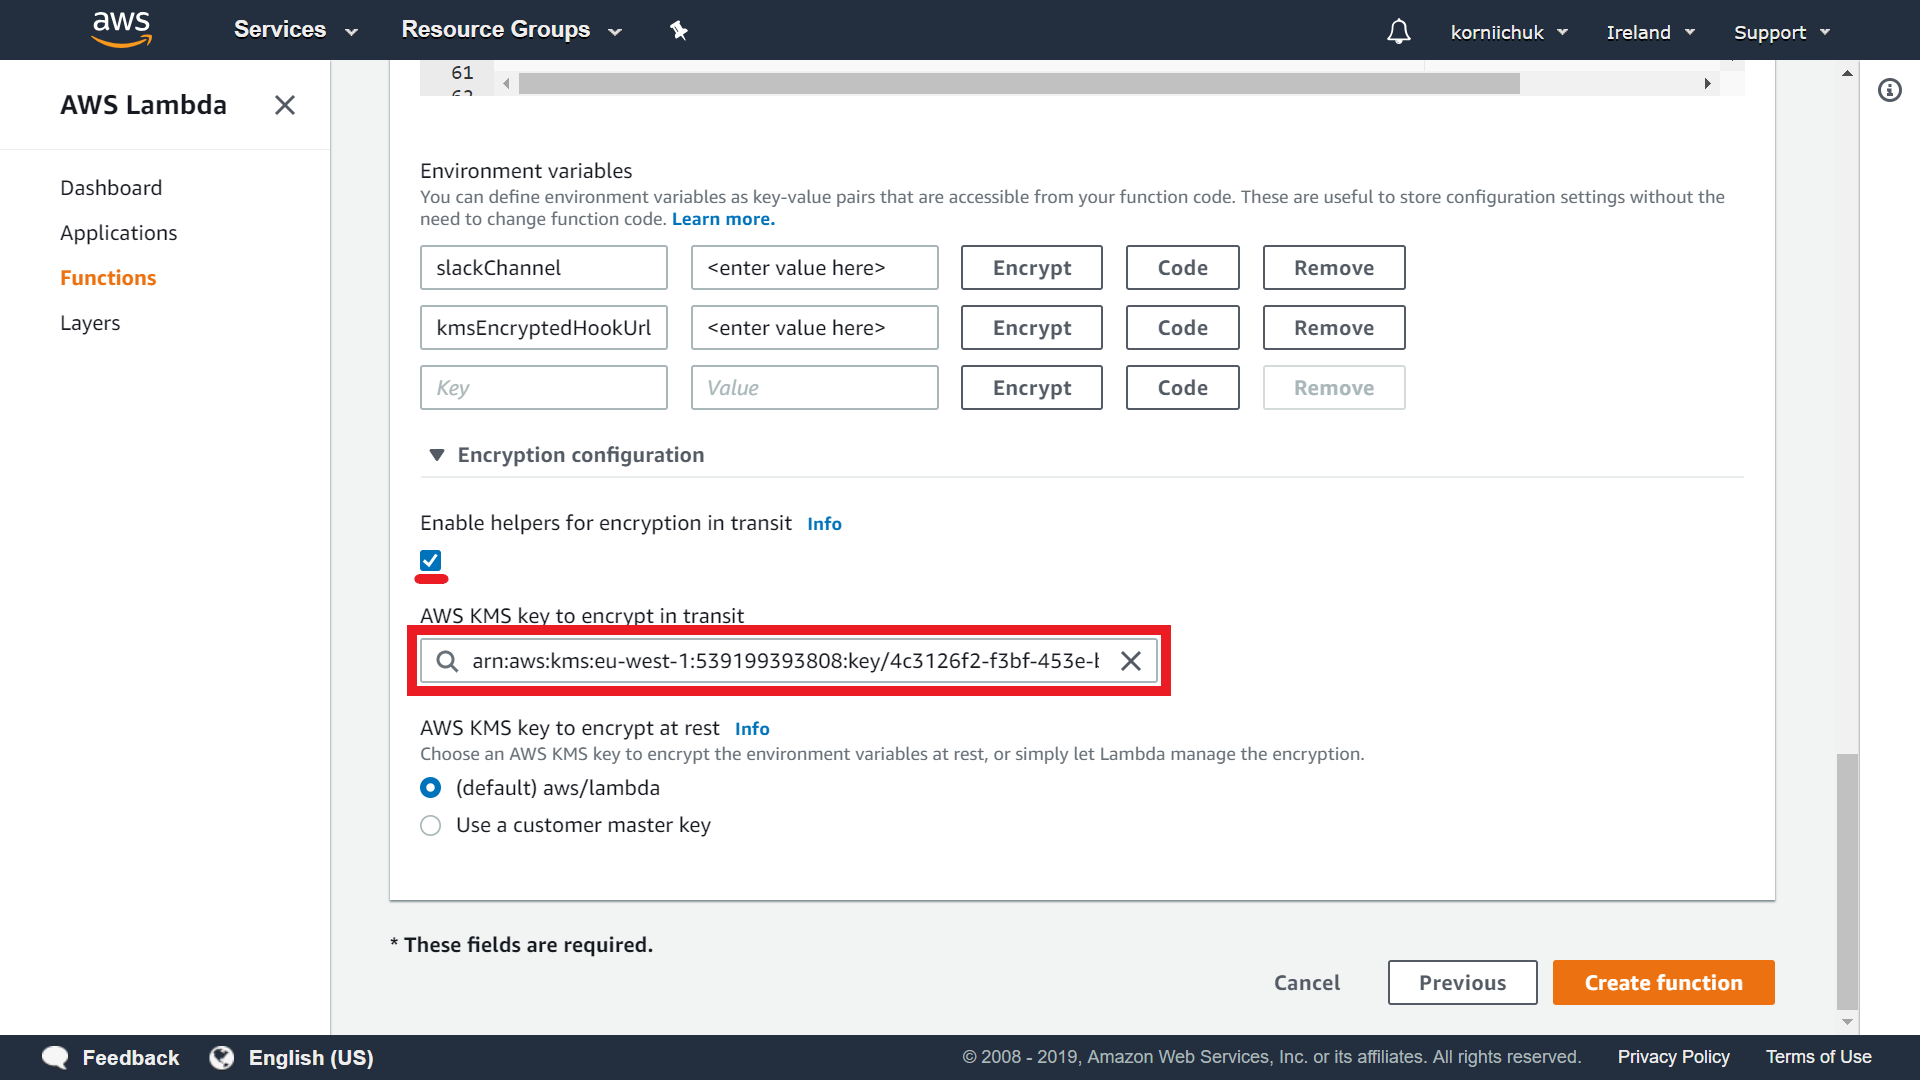 aws
Services
Resource Groups
korniichuk
Ireland
Support
AWS Lambda
Dashboard
Applications
Functions
Layers
61
62
Environment variables
You can define environment variables as key-value pairs that are accessible from your function code. These are useful to store configuration settings without the
need to change function code. Learn more.
slackChannel <enter value here> Encrypt Code Remove
kmsEncryptedHookUrl <enter value here> Encrypt Code Remove
Key Value Encrypt Code Remove
Encryption configuration
Enable helpers for encryption in transit Info
AWS KMS key to encrypt in transit
arn:aws:kms:eu-west-1:539199393808:key/4c3126f2-f3bf-453e-
AWS KMS key to encrypt at rest Info
Choose an AWS KMS key to encrypt the environment variables at rest, or simply let Lambda manage the encryption.
(default) aws/lambda
Use a customer master key
* These fields are required.
Cancel Previous Create function
Feedback English (US) © 2008 - 2019, Amazon Web Services, Inc. or its affiliates. All rights reserved. Privacy Policy Terms of Use